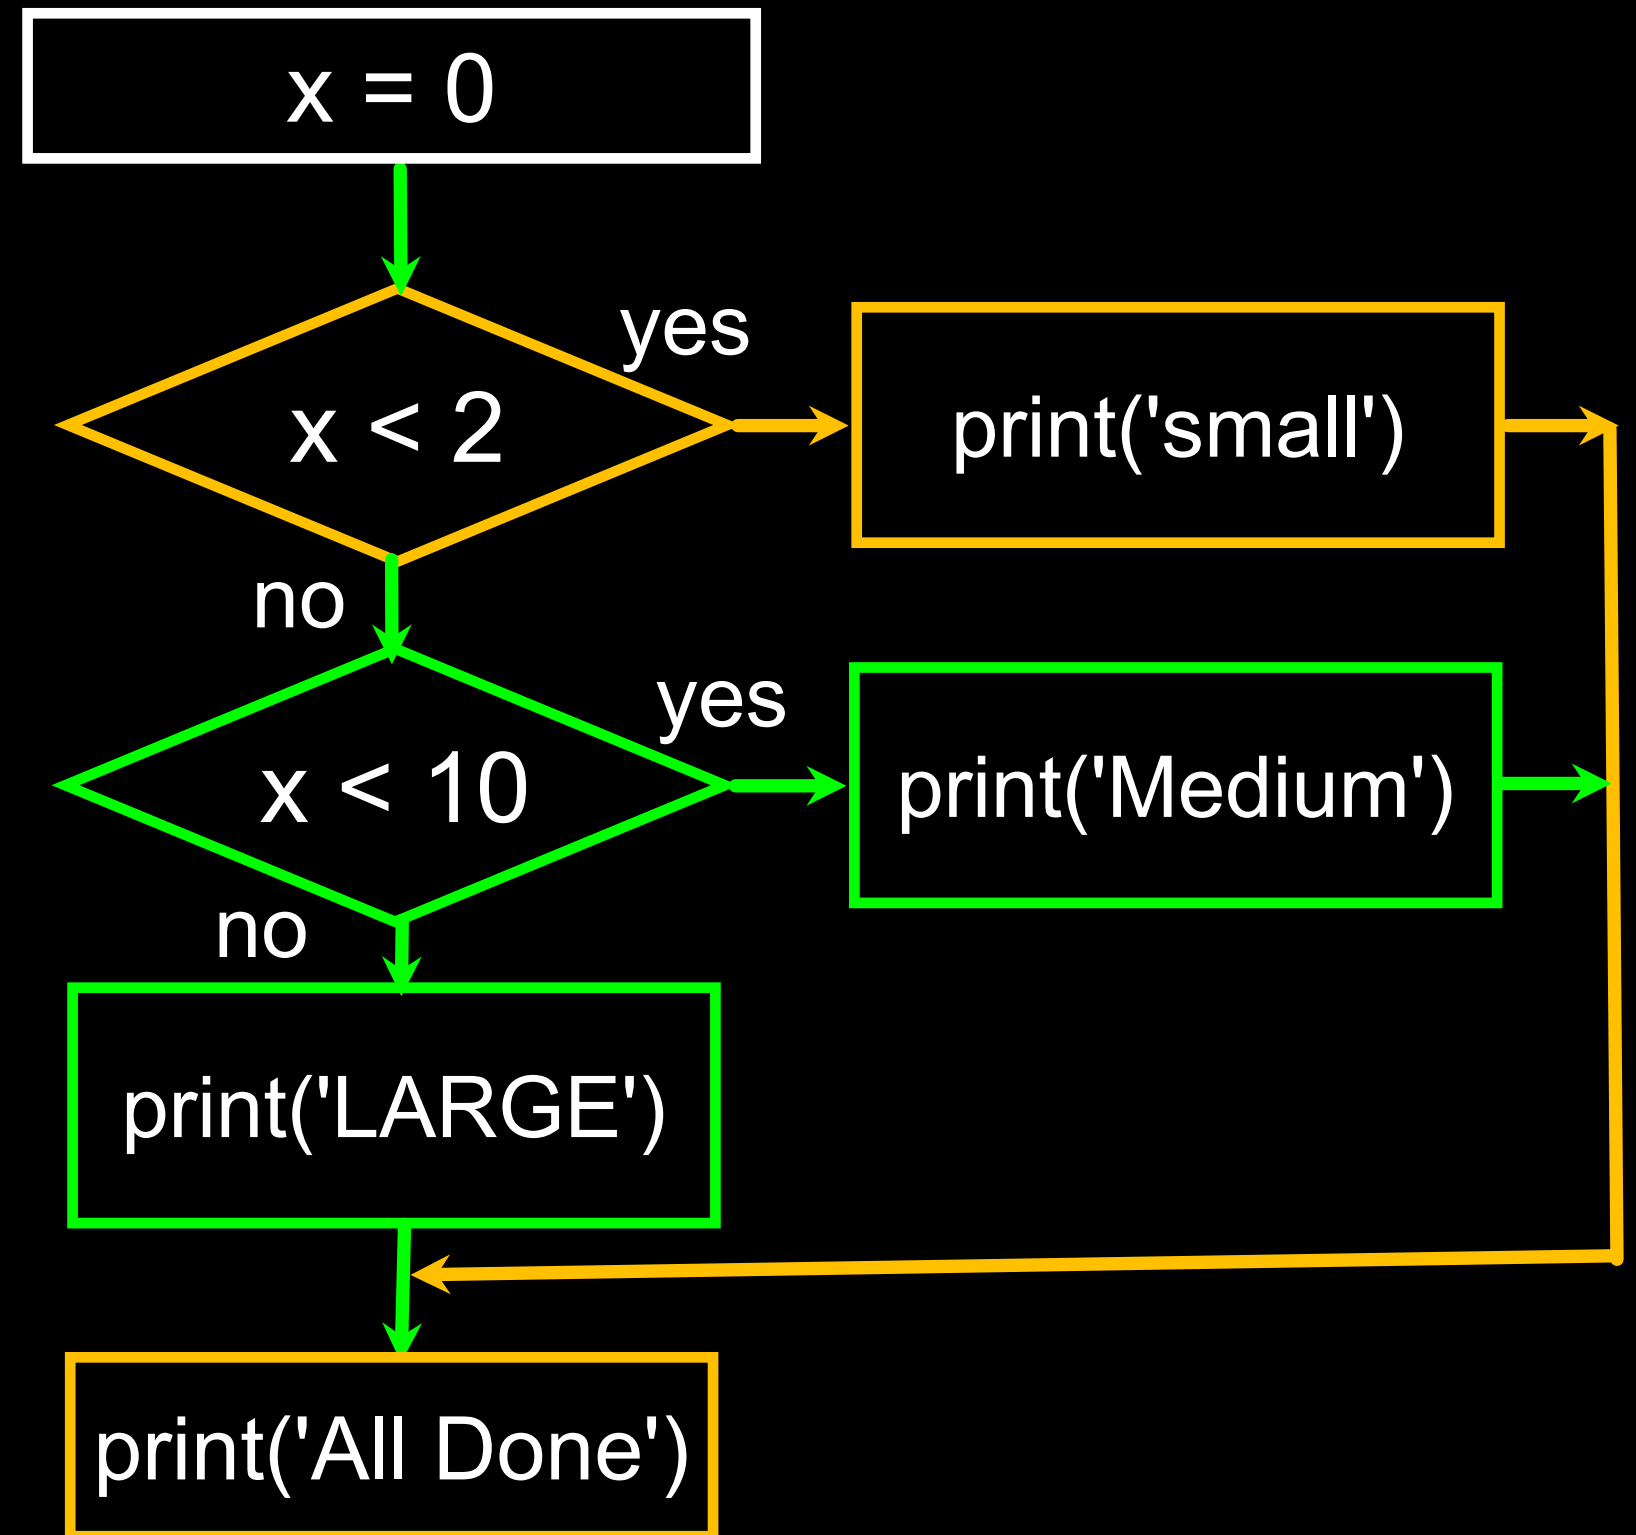 x = 0
yes
x < 2
print('small')
no
yes
x < 10
print('Medium')
no
print('LARGE')
print('All Done')